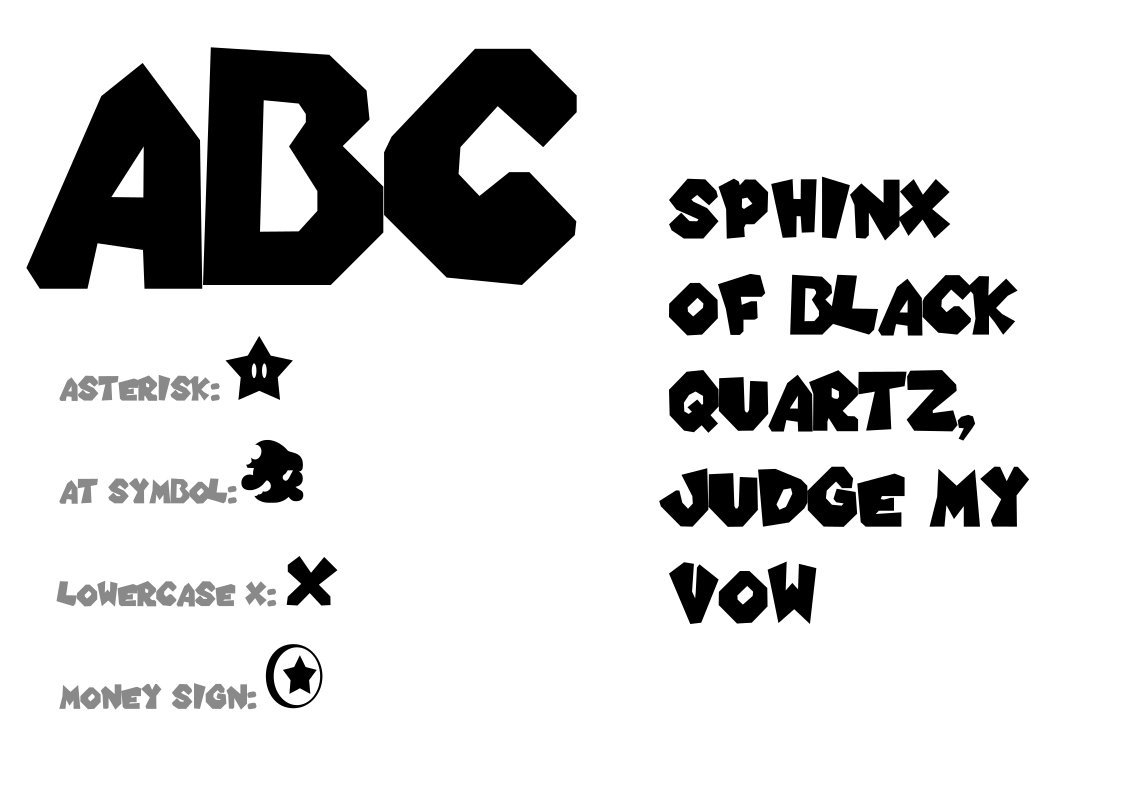 ABC
ASTERISK:
AT SYMBOL:
LOWERCASE X: X
MONEY SIGN:
SPHINX
OF BLACK
QUARTZ,
JUDGE MY
VOW